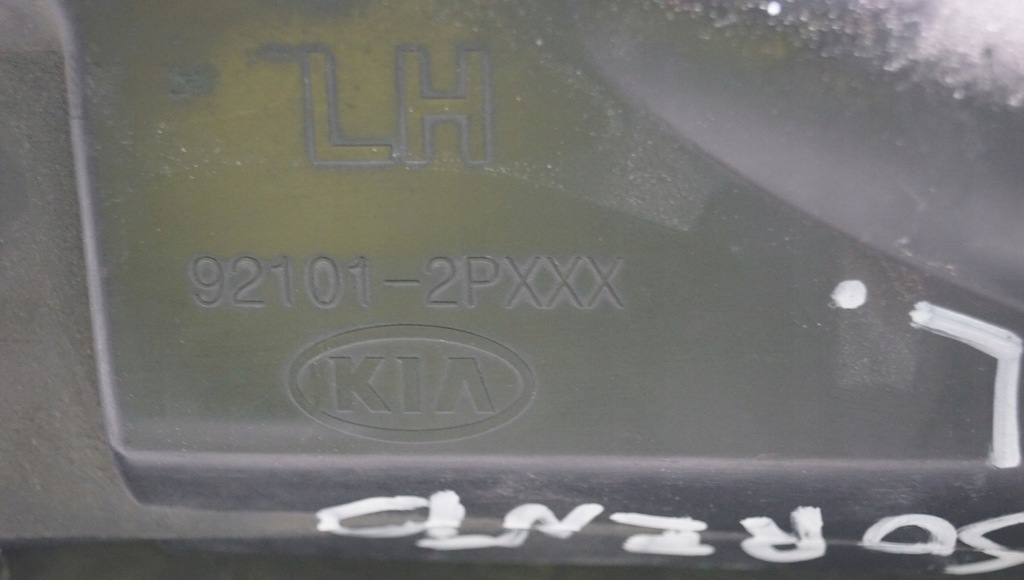 LH
92101-2PXXX
KIA
SORENTO